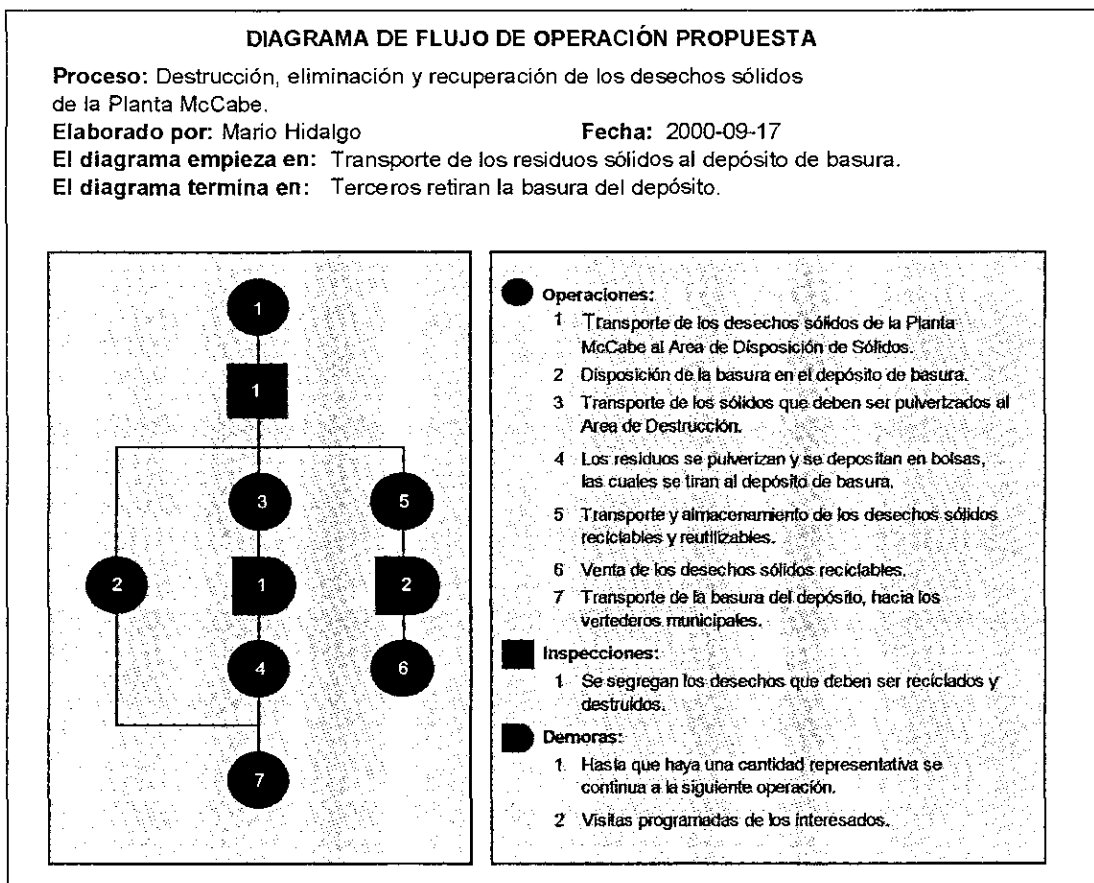 DIAGRAMA DE FLUJO DE OPERACIÓN PROPUESTA
Proceso: Destrucción, eliminación y recuperación de los desechos sólidos
de la Planta McCabe.
Elaborado por: Mario Hidalgo Fecha: 2000-09-17
El diagrama empieza en: Transporte de los residuos sólidos al depósito de basura.
El diagrama termina en: Terceros retiran la basura del depósito.
1
1
3 5
2 1 2
4 6
7
Operaciones:
1 Transporte de los desechos sólidos de la Planta
McCabe al Area de Disposición de Sólidos.
2 Disposición de la basura en el depósito de basura.
3 Transporte de los sólidos que deben ser pulverizados al
Area de Destrucción.
4 Los residuos se pulverizan y se depositan en bolsas,
las cuales se tiran al depósito de basura.
5 Transporte y almacenamiento de los desechos sólidos
reciclables y reutilizables.
6 Venta de los desechos sólidos reciclables.
7 Transporte de la basura del depósito, hacia los
vertederos municipales.
Inspecciones:
1 Se segregan los desechos que deben ser reciclados y
destruidos.
Demoras:
1 Hasta que haya una cantidad representativa se
continua a la siguiente operación.
2 Visitas programadas de los interesados.